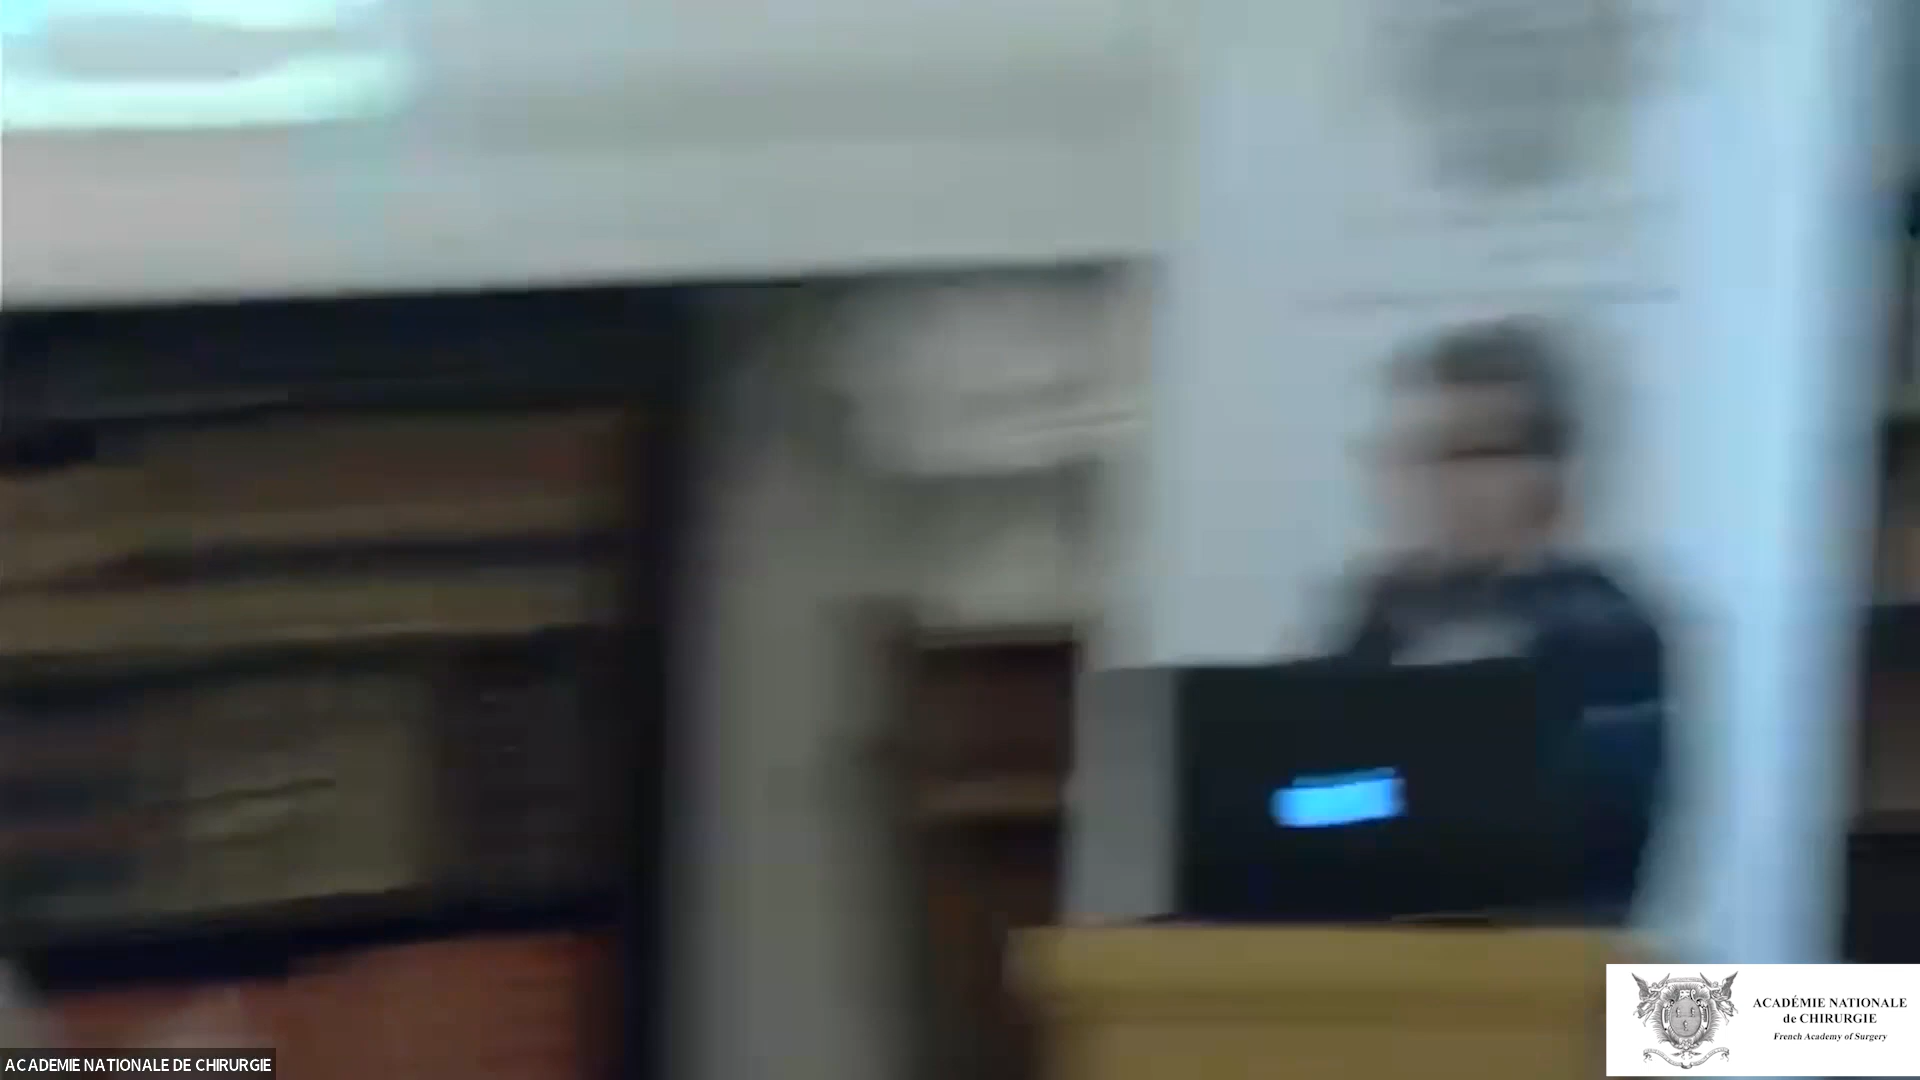 ACADÉMIE NATIONALE
de CHIRURGIE
French Academy of Surgery
ACADEMIE NATIONALE DE CHIRURGIE